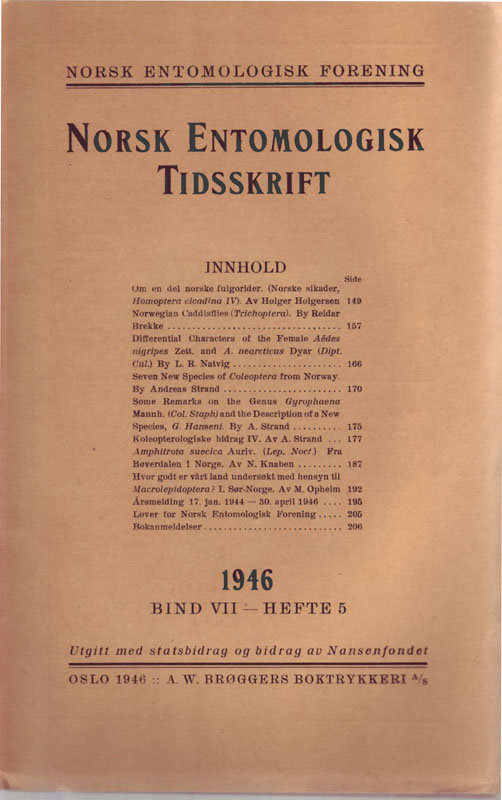 NORSK ENTOMOLOGISK FORENING
NORSK ENTOMOLOGISK
TIDSSKRIFT
INNHOLD
Side
Om en del norske fulgorider. (Norske sikader,
Homoptera cicadina IV). Av Holger Holgersen 149
Norwegian Caddisflies (Trichoptera). By Reidar
Brekke .................................. 157
Differential Characters of the Female Aëdes
nigripes Zett. and A. nearcticus Dyar (Dipt.
Cul.) By L. R. Natvig ..................... 166
Seven New Species of Coleoptera from Norway.
By Andreas Strand ....................... 170
Some Remarks on the Genus Gyrophaena
Mannh. (Col. Staph) and the Description of a New
Species, G. Hanseni. By A. Strand .......... 175
Koleopterologiske bidrag IV. Av A. Strand ... 177
Amphitrota suecica Auriv. (Lep. Noct.) Fra
Bøverdalen i Norge. Av N. Knaben ......... 187
Hvor godt er vårt land undersøkt med hensyn til
Macrolepidoptera? I. Sør-Norge. Av M. Opheim 192
Årsmelding 17. jan. 1944 — 30. april 1946 .... 195
Lover for Norsk Entomologisk Forening ..... 205
Bokanmeldelser ........................... 206
1946
BIND VII — HEFTE 5
Utgitt med statsbidrag og bidrag av Nansenfondet
OSLO 1946 :: A. W. BRØGGERS BOKTRYKKERI A/s